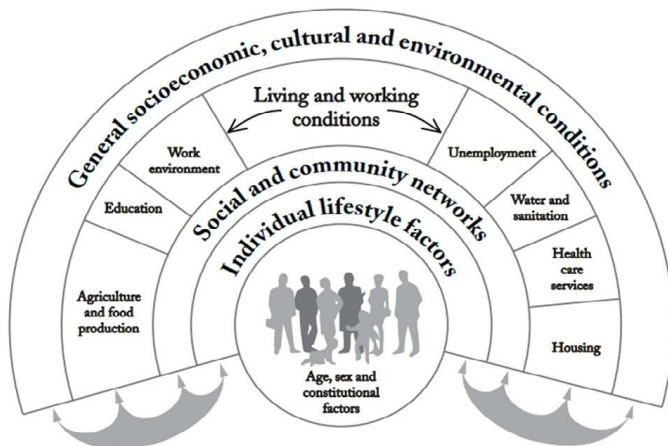 General socioeconomic, cultural and environmental conditions
Living and working
conditions
Work
environment
Unemployment
Education
Water and
sanitation
Social and community networks
Individual lifestyle
factors
Agriculture
and food
production
Health
care
services
Housing
Age, sex and
constitutional
factors